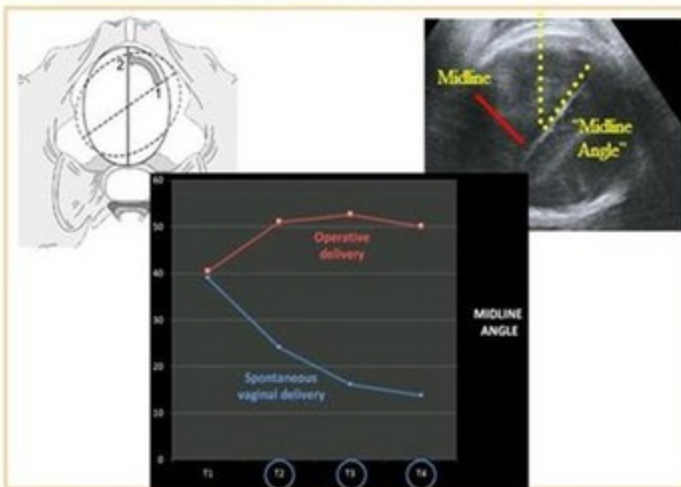 2
1
Midline
"Midline
Angle"
60
50
40
30
20
10
0
Operative
delivery
Spontaneous
vaginal delivery
MIDLINE
ANGLE
T1
T2
T3
T4